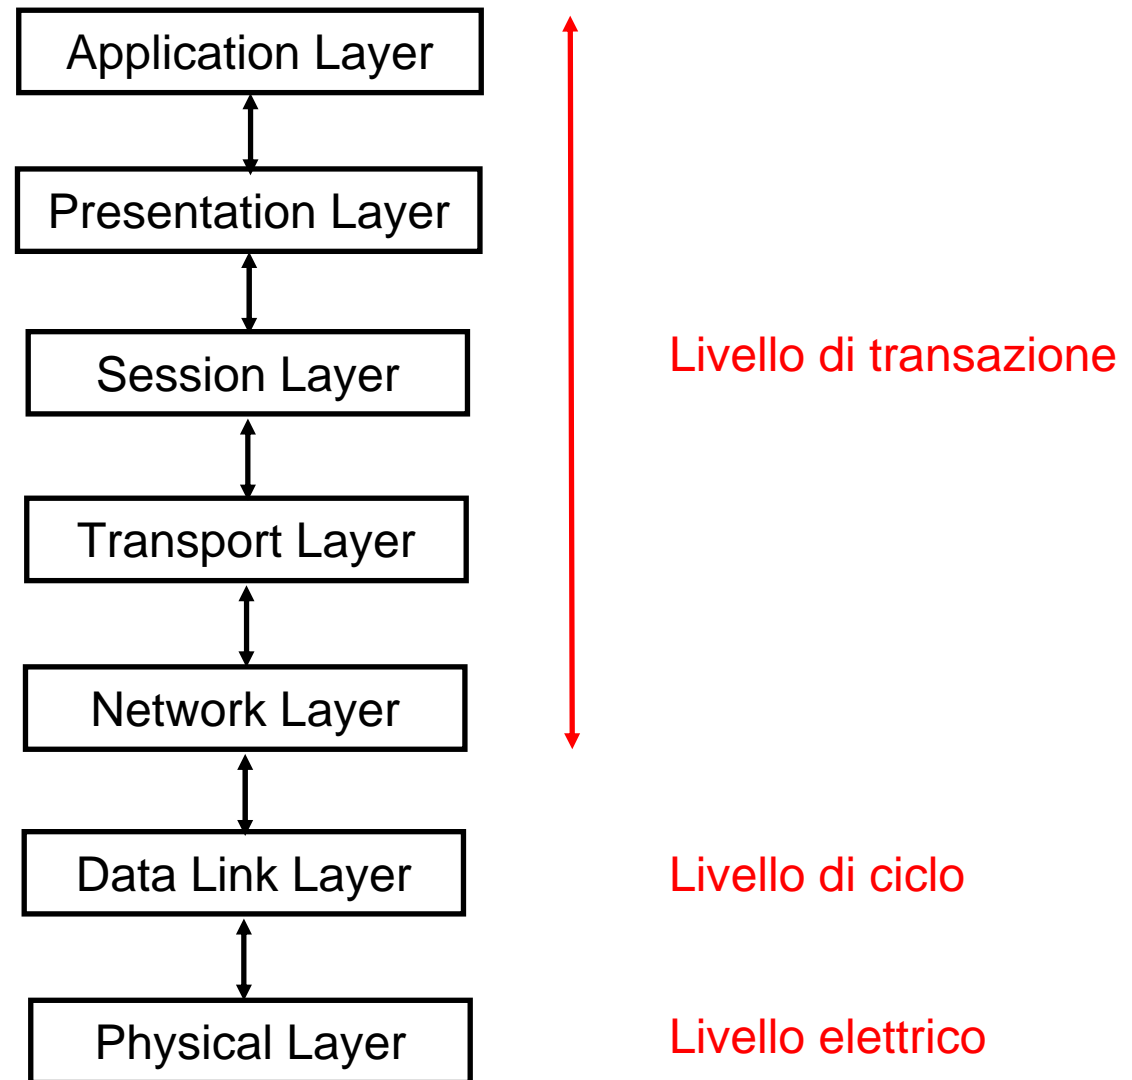 Application Layer
Presentation Layer
Session Layer
Livello di transazione
Transport Layer
Network Layer
Data Link Layer
Livello di ciclo
Physical Layer
Livello elettrico